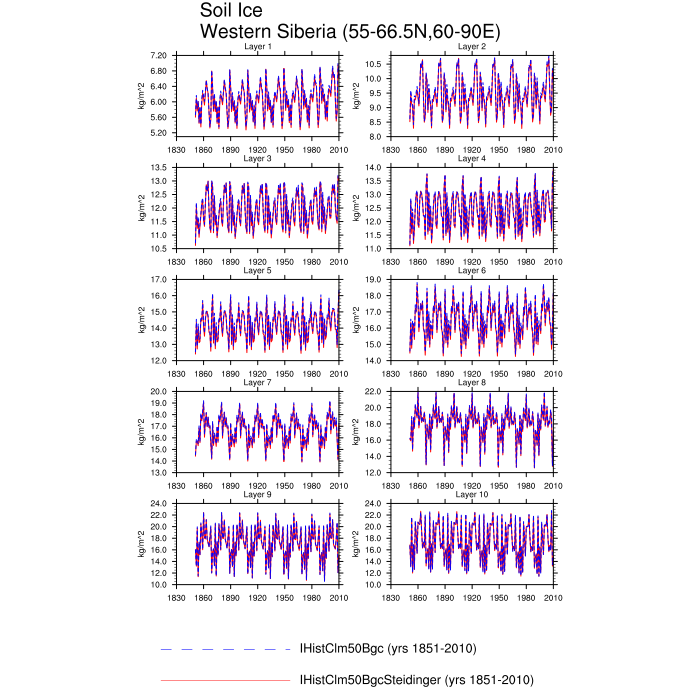 Soil Ice
Western Siberia (55-66.5N,60-90E)
Layer 1
Layer 2
7.20
6.80
6.40
6.00
5.60
5.20
kg/m^2
1830 1860 1890 1920 1950 1980 2010
10.5
10.0
9.5
9.0
8.5
8.0
kg/m^2
1830 1860 1890 1920 1950 1980 2010
Layer 3
Layer 4
13.5
13.0
12.5
12.0
11.5
11.0
10.5
kg/m^2
1830 1860 1890 1920 1950 1980 2010
14.0
13.5
13.0
12.5
12.0
11.5
11.0
kg/m^2
1830 1860 1890 1920 1950 1980 2010
Layer 5
Layer 6
17.0
16.0
15.0
14.0
13.0
12.0
kg/m^2
1830 1860 1890 1920 1950 1980 2010
19.0
18.0
17.0
16.0
15.0
14.0
kg/m^2
1830 1860 1890 1920 1950 1980 2010
Layer 7
Layer 8
20.0
19.0
18.0
17.0
16.0
15.0
14.0
13.0
kg/m^2
1830 1860 1890 1920 1950 1980 2010
22.0
20.0
18.0
16.0
14.0
12.0
kg/m^2
1830 1860 1890 1920 1950 1980 2010
Layer 9
Layer 10
24.0
22.0
20.0
18.0
16.0
14.0
12.0
10.0
kg/m^2
1830 1860 1890 1920 1950 1980 2010
24.0
22.0
20.0
18.0
16.0
14.0
12.0
10.0
kg/m^2
1830 1860 1890 1920 1950 1980 2010
IHistClm50Bgc (yrs 1851-2010)
IHistClm50BgcSteidinger (yrs 1851-2010)